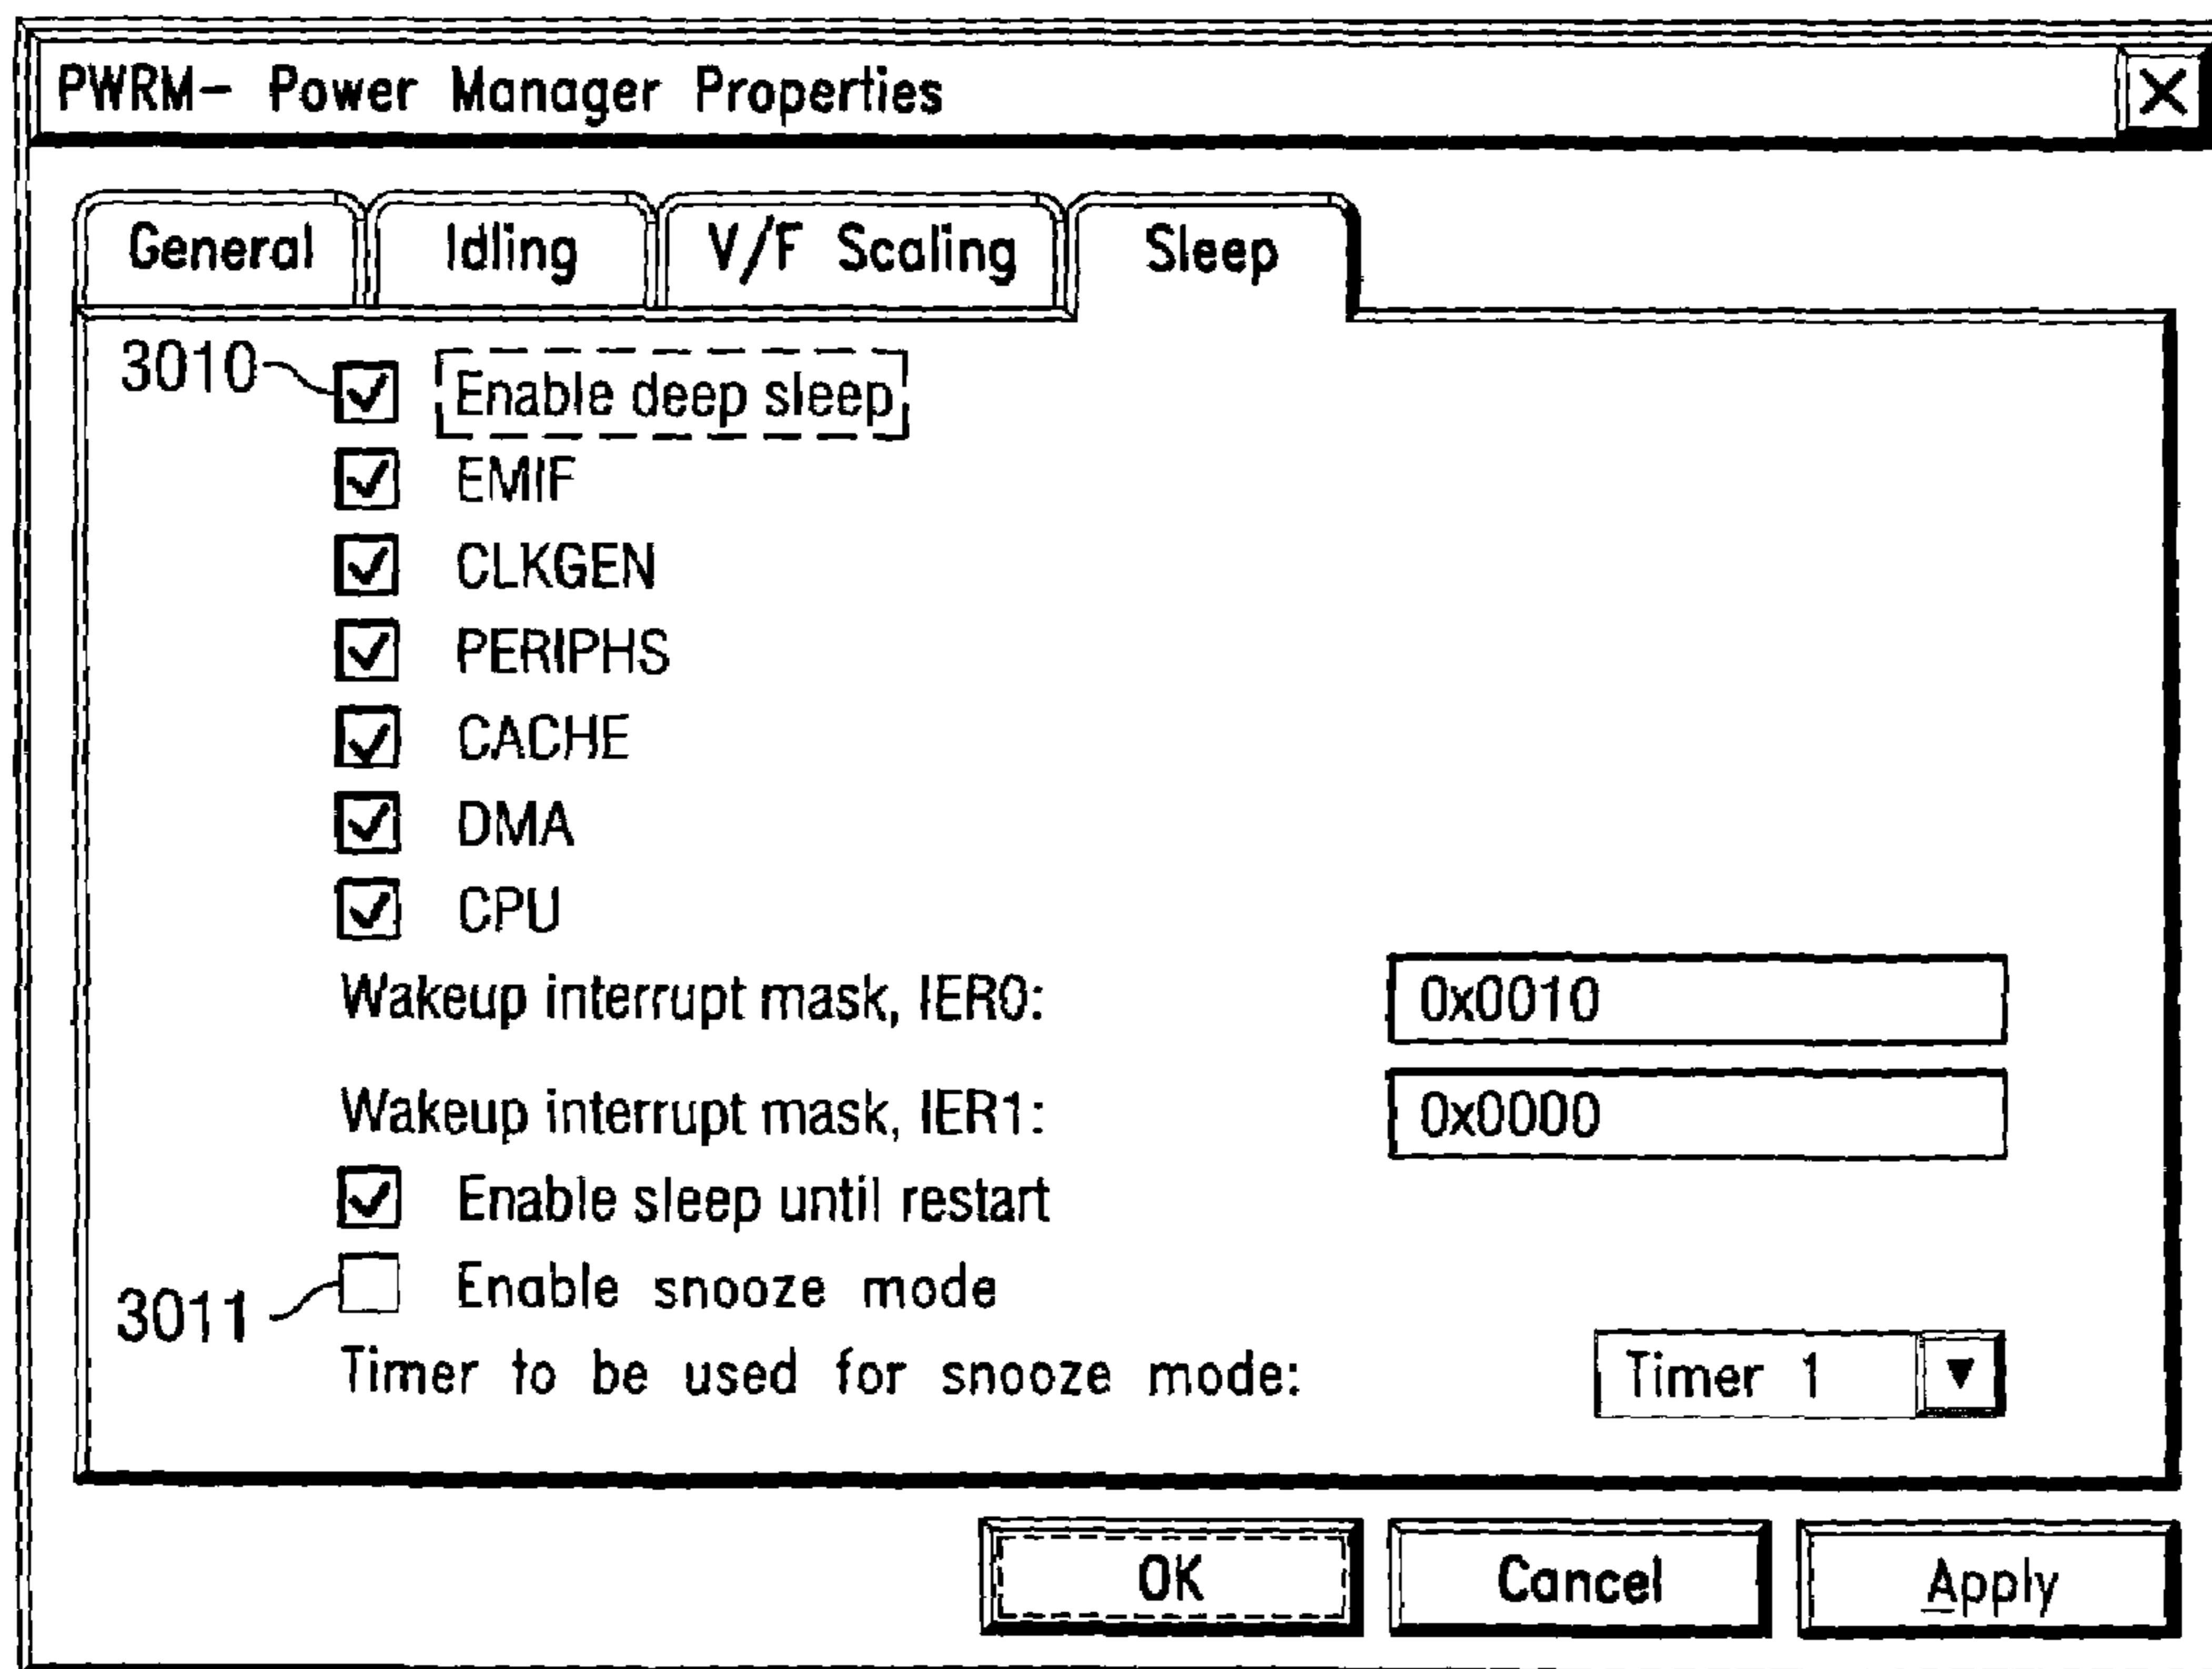 PWRM- Power Manager Properties
General Idling V/F Scaling Sleep
3010 Enable deep sleep
EMIF
CLKGEN
PERIPHS
CACHE
DMA
CPU
Wakeup interrupt mask, IER0: 0x0010
Wakeup interrupt mask, IER1: 0x0000
Enable sleep until restart
Enable snooze mode
3011
Timer to be used for snooze mode: Timer 1
OK Cancel Apply